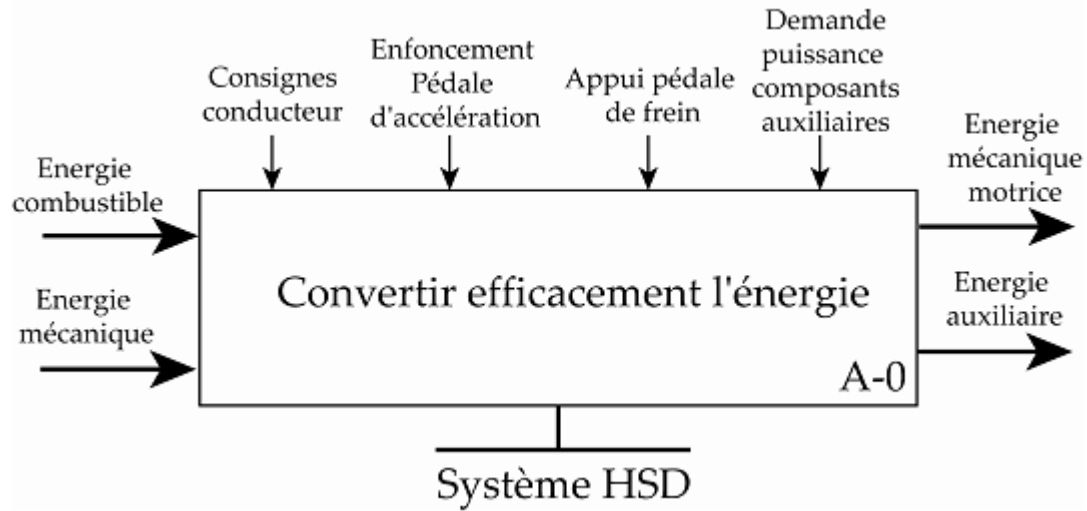 Consignes
conducteur
Enfoncement
Pédale
d'accélération
Appui pédale
de frein
Demande
puissance
composants
auxiliaires
Energie
combustible
Energie
mécanique
Convertir efficacement l'énergie
A-0
Energie
mécanique
motrice
Energie
auxiliaire
Système HSD